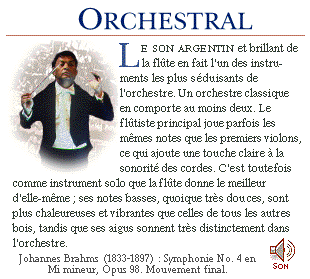 ORCHESTRAL
LE SON ARGENTIN et brillant de
la flûte en fait l'un des instru-
ments les plus séduisants de
l'orchestre. Un orchestre classique
en comporte au moins deux. Le
flûtiste principal joue parfois les
mêmes notes que les premiers violons,
ce qui ajoute une touche claire à la
sonorité des cordes. C'est toutefois
comme instrument solo que la flûte donne le meilleur
d'elle-même ; ses notes basses, quoique très douces, sont
plus chaleureuses et vibrantes que celles de tous les autres
bois, tandis que ses aigus sonnent très distinctement dans
l'orchestre.
Johannes Brahms (1833-1897) : Symphonie No. 4 en
Mi mineur, Opus 98. Mouvement final.
SON